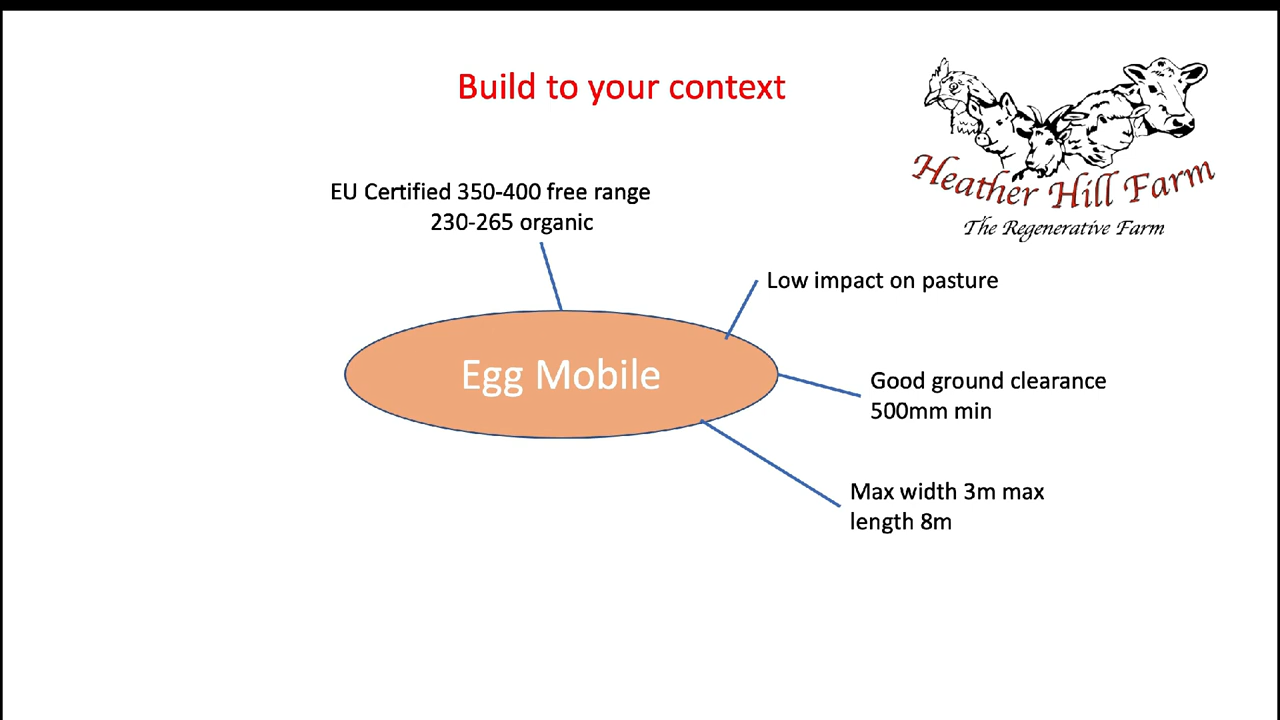 Build to your context
Heather Hill Farm
The Regenerative Farm
EU Certified 350-400 free range
230-265 organic
Low impact on pasture
Egg Mobile
Good ground clearance
500mm min
Max width 3m max
length 8m